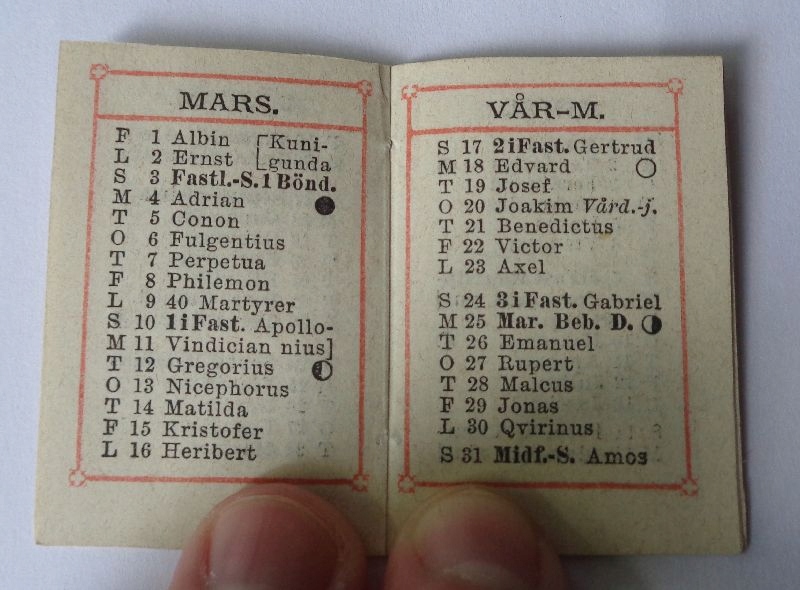 MARS.
F 1 Albin [Kuni-
L 2 Ernst gunda
S 3 Fastl.-S. 1 Bönd.
M 4 Adrian
T 5 Conon
O 6 Fulgentius
T 7 Perpetua
F 8 Philemon
L 9 40 Martyrer
S 10 1 i Fast. Apollo-
M 11 Vindician nius]
T 12 Gregorius
O 13 Nicephorus
T 14 Matilda
F 15 Kristofer
L 16 Heribert
VÅR-M.
S 17 2 i Fast. Gertrud
M 18 Edvard
T 19 Josef
O 20 Joakim Vård.-j.
T 21 Benedictus
F 22 Victor
L 23 Axel
S 24 3 i Fast. Gabriel
M 25 Mar. Beb. D.
T 26 Emanuel
O 27 Rupert
T 28 Malcus
F 29 Jonas
L 30 Qvirinus
S 31 Midf.-S. Amos